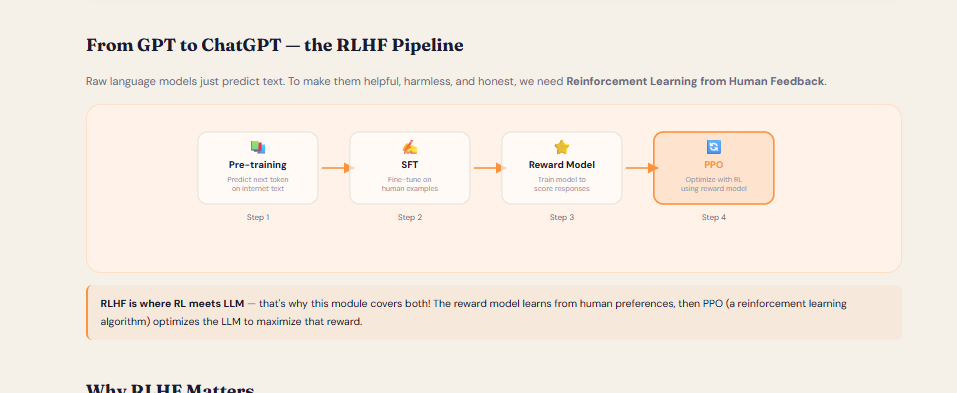 From GPT to ChatGPT — the RLHF Pipeline
Raw language models just predict text. To make them helpful, harmless, and honest, we need Reinforcement Learning from Human Feedback.
Pre-training
Predict next token
on internet text
Step 1
SFT
Fine-tune on
human examples
Step 2
Reward Model
Train model to
score responses
Step 3
PPO
Optimize with RL
using reward model
Step 4
RLHF is where RL meets LLM — that's why this module covers both! The reward model learns from human preferences, then PPO (a reinforcement learning
algorithm) optimizes the LLM to maximize that reward.
Why RLHF Matters